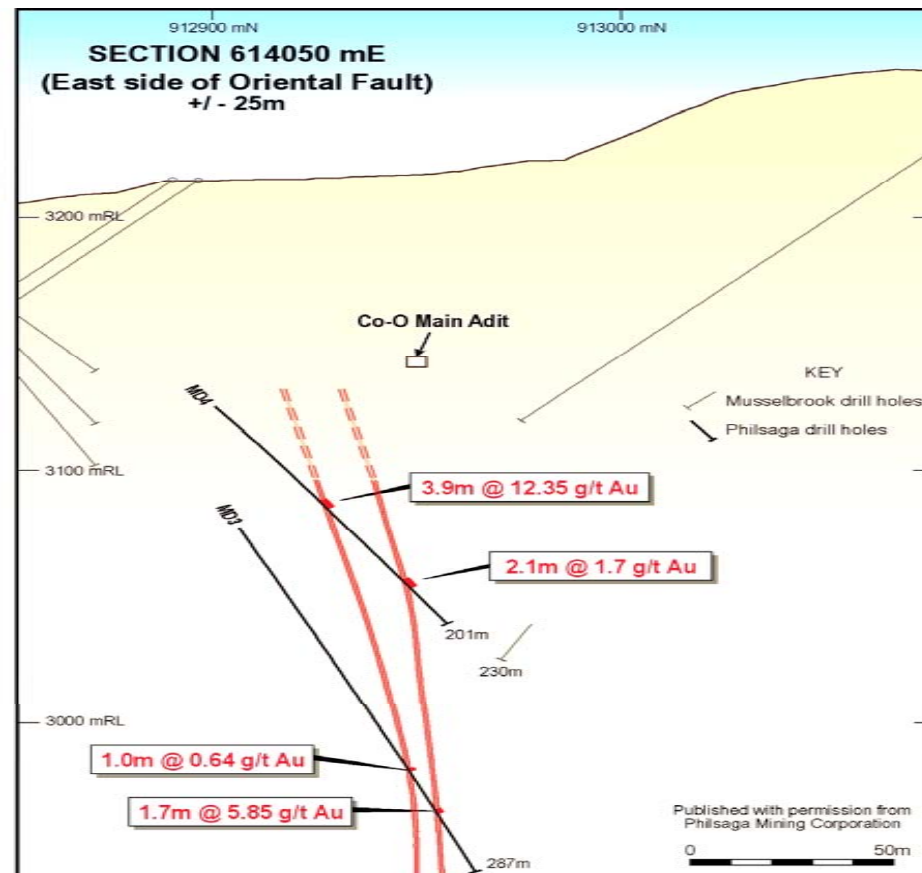 912900 mN
913000 mN
SECTION 614050 mE
(East side of Oriental Fault)
+/ - 25m
3200 mRL
Co-O Main Adit
KEY
Musselbrook drill holes
Philsaga drill holes
MD4
3100 mRL
3.9m @ 12.35 g/t Au
MD3
2.1m @ 1.7 g/t Au
201m
230m
3000 mRL
1.0m @ 0.64 g/t Au
1.7m @ 5.85 g/t Au
Published with permission from
Philsaga Mining Corporation
0 50m
287m